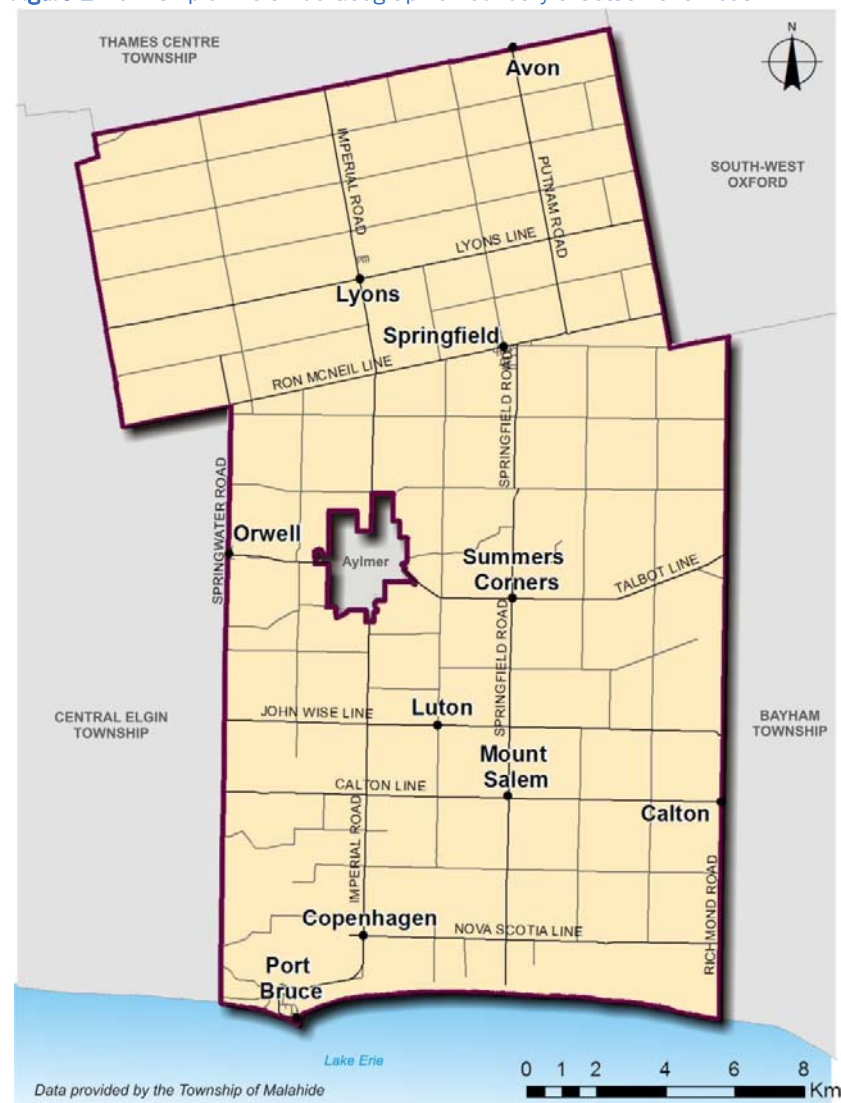 THAMES CENTRE
TOWNSHIP
N
Avon
SOUTH-WEST
OXFORD
IMPERIAL ROAD
PUTNAM ROAD
LYONS LINE
Lyons
Springfield
RON MCNEIL LINE
SPRINGFIELD ROAD
SPRINGWATER ROAD
Orwell
Aylmer
Summers
Corners
TALBOT LINE
SPRINGFIELD ROAD
CENTRAL ELGIN
TOWNSHIP
JOHN WISE LINE
Luton
BAYHAM
TOWNSHIP
Mount
Salem
CALTON LINE
Calton
IMPERIAL ROAD
RICHMOND ROAD
Copenhagen
NOVA SCOTIA LINE
Port
Bruce
Lake Erie
0 1 2 4 6 8
Km
Data provided by the Township of Malahide